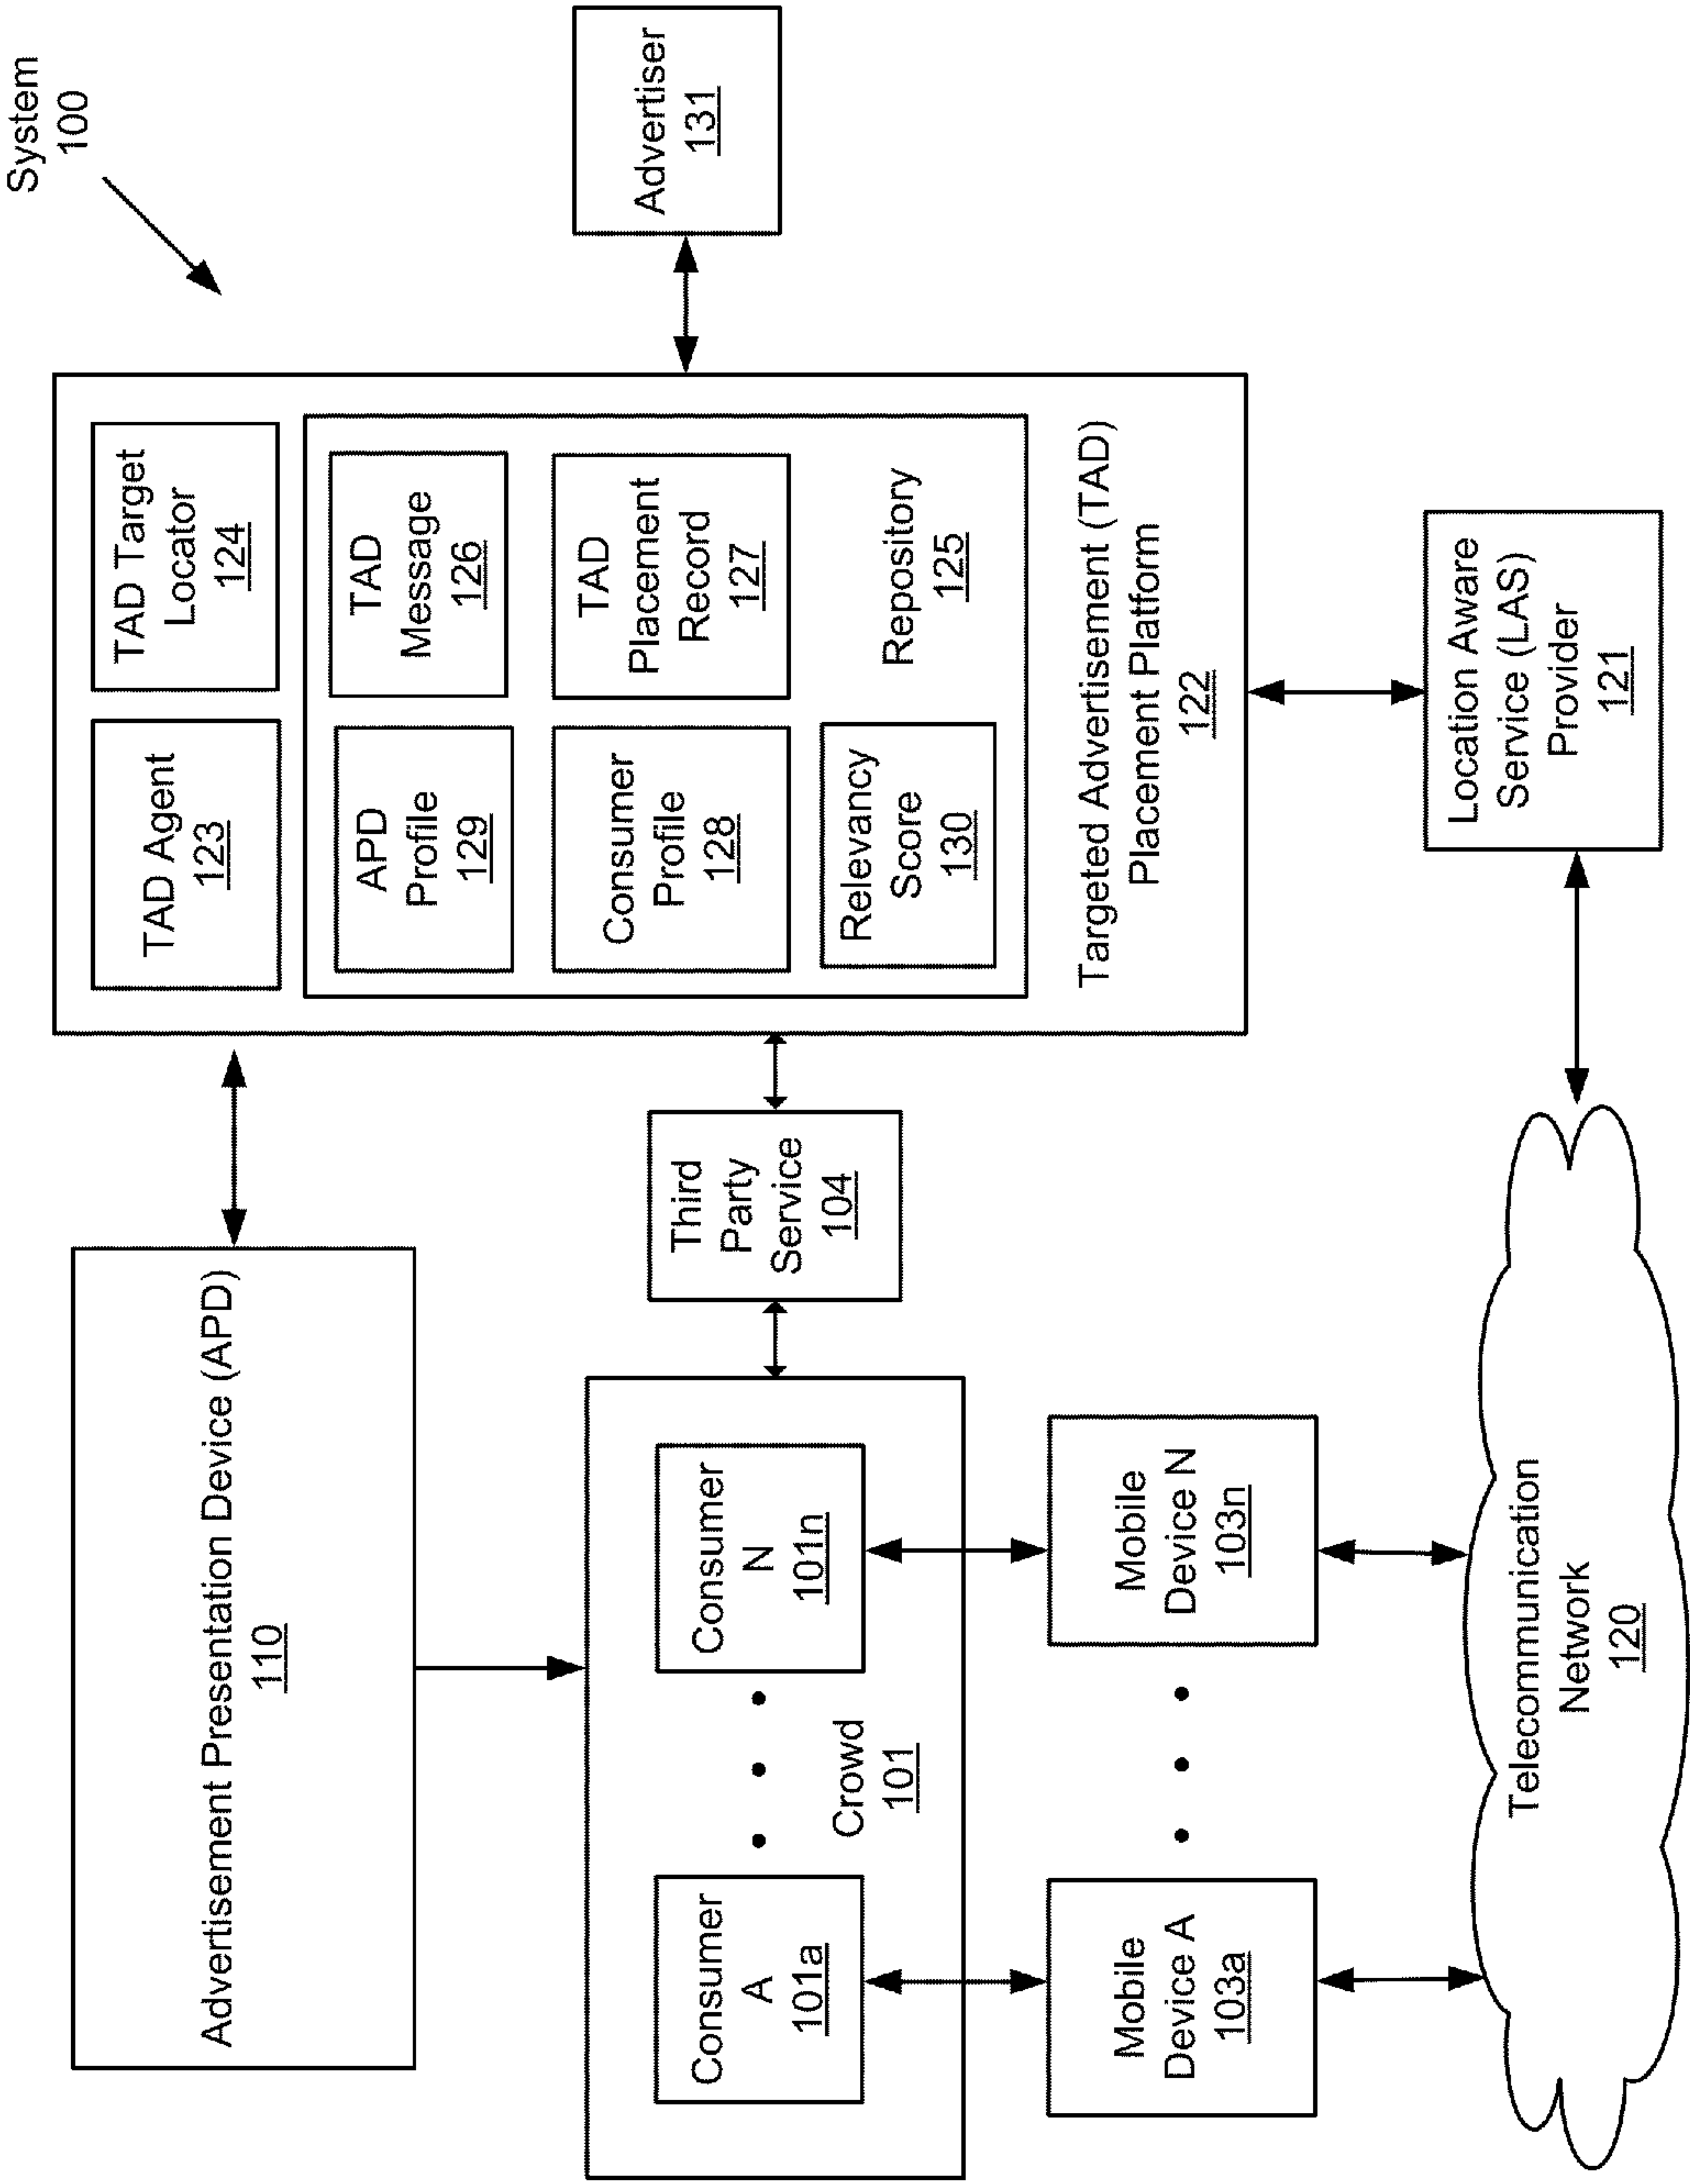 System
100
Advertisement Presentation Device (APD)
110
TAD Agent
123
TAD Target
Locator
124
APD
Profile
129
TAD
Message
126
Consumer
Profile
128
TAD
Placement
Record
127
Relevancy
Score
130
Repository
125
Targeted Advertisement (TAD)
Placement Platform
122
Advertiser
131
Third
Party
Service
104
Consumer
A
101a
Consumer
N
101n
Crowd
101
Mobile
Device A
103a
Mobile
Device N
103n
Telecommunication
Network
120
Location Aware
Service (LAS)
Provider
121